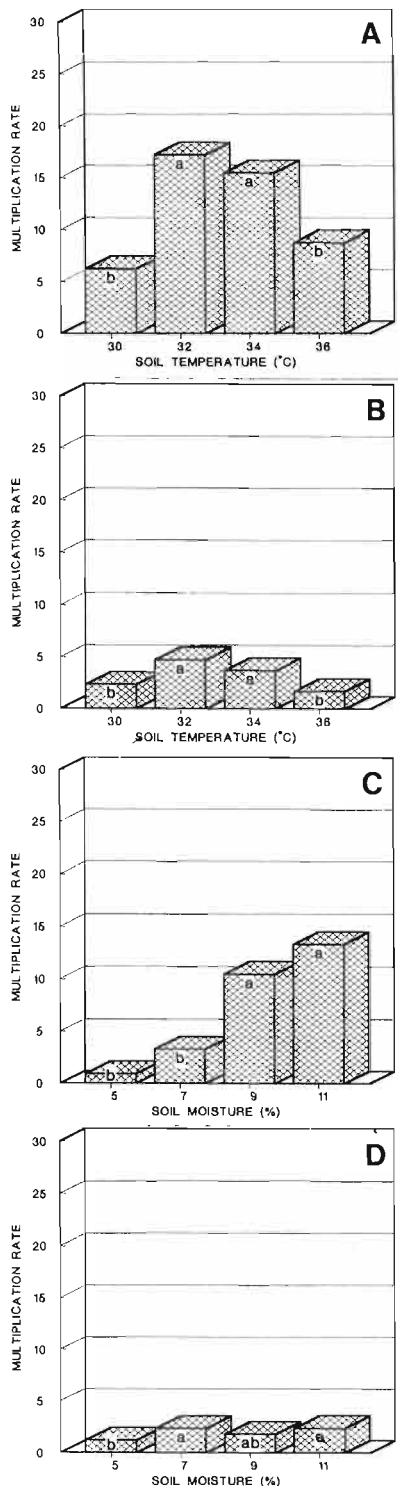 A
30
25
20
15
10
5
0
MULTIPLICATION RATE
b
a
a
b
30 32 34 36
SOIL TEMPERATURE (°C)
B
30
25
20
15
10
5
0
MULTIPLICATION RATE
b
a
a
b
30 32 34 36
SOIL TEMPERATURE (°C)
C
30
25
20
15
10
5
0
MULTIPLICATION RATE
b
b
a
a
5 7 9 11
SOIL MOISTURE (%)
D
30
25
20
15
10
5
0
MULTIPLICATION RATE
b
a
ab
a
5 7 9 11
SOIL MOISTURE (%)